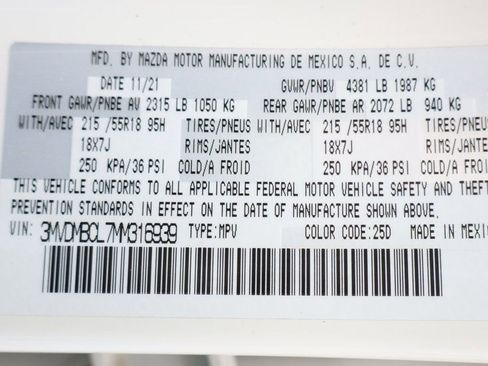 MFD. BY MAZDA MOTOR MANUFACTURING DE MEXICO S.A. DE C.V.
DATE 11/21 GVWR/PNBV 4381 LB 1987 KG
FRONT GAWR/PNBE AV 2315 LB 1050 KG REAR GAWR/PNBE AR 2072 LB 940 KG
WITH/AVEC 215 /55R18 95H TIRES/PNEUS WITH/AVEC 215 /55R18 95H TIRES/PNEUS
18X7J RIMS/JANTES 18X7J RIMS/JANTES
250 KPA/36 PSI COLD/A FROID 250 KPA/36 PSI COLD/A FROID
THIS VEHICLE CONFORMS TO ALL APPLICABLE FEDERAL MOTOR VEHICLE SAFETY AND THEFT
PREVENTION STANDARDS IN EFFECT ON THE DATE OF MANUFACTURE SHOWN ABOVE.
VIN: 3MVDMBCL7MM316939 TYPE:MPV COLOR CODE:25D MADE IN MEXIC